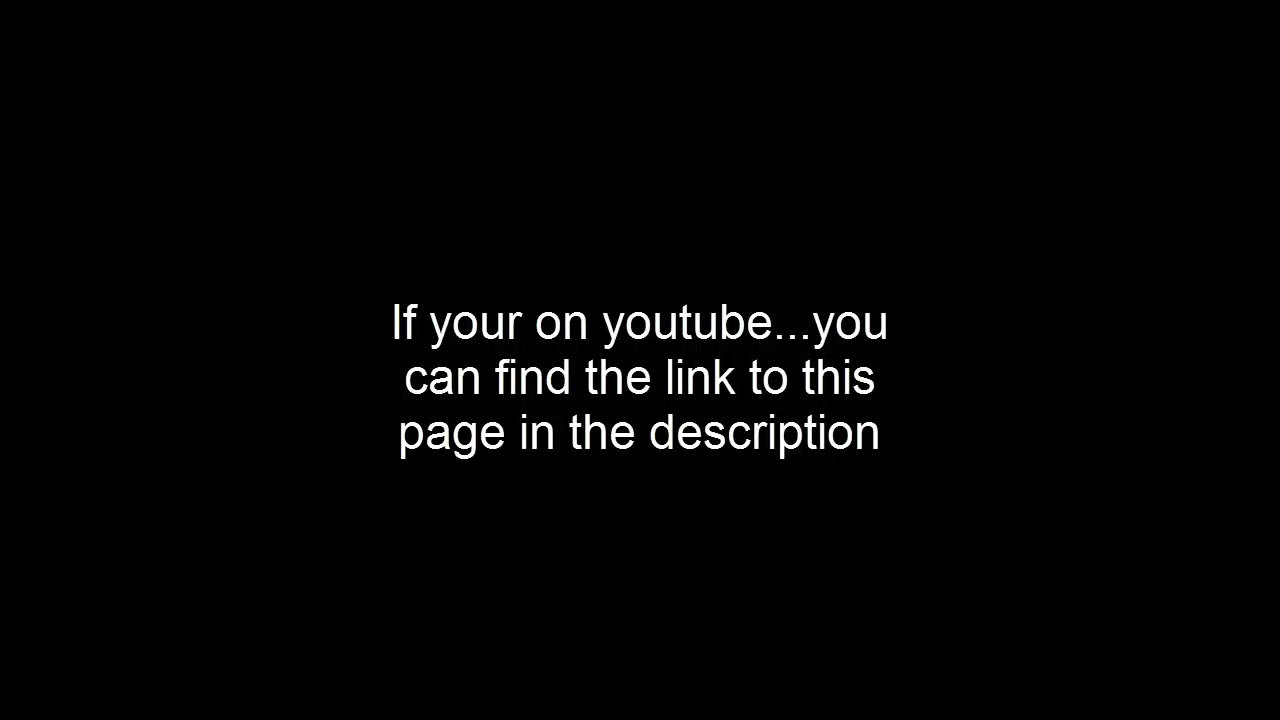 If your on youtube...you
can find the link to this
page in the description